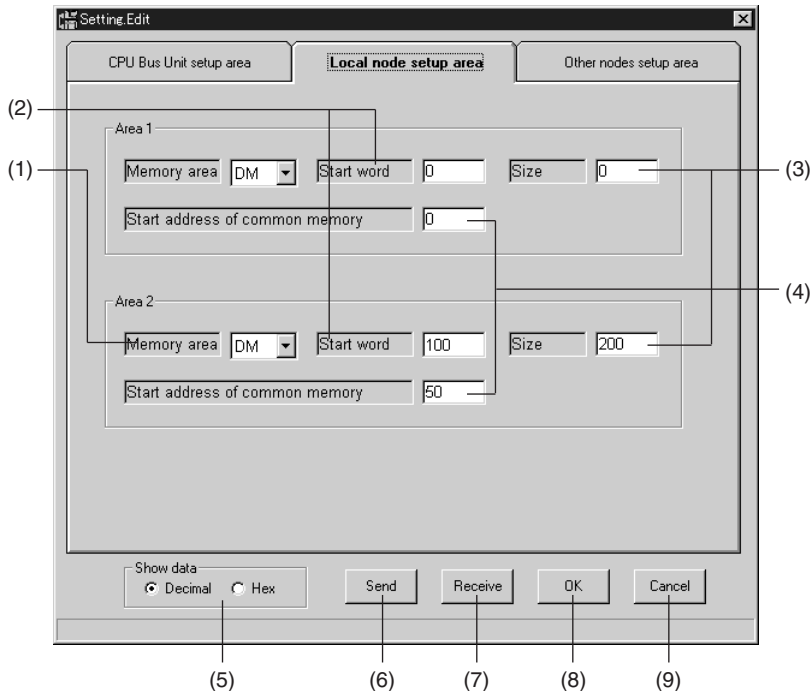 Setting.Edit
CPU Bus Unit setup area Local node setup area Other nodes setup area
(2)
Area 1
(1) Memory area DM Start word 0 Size 0 (3)
Start address of common memory 0
(4)
Area 2
Memory area DM Start word 100 Size 200
Start address of common memory 50
Show data
Decimal Hex Send Receive OK Cancel
(5) (6) (7) (8) (9)